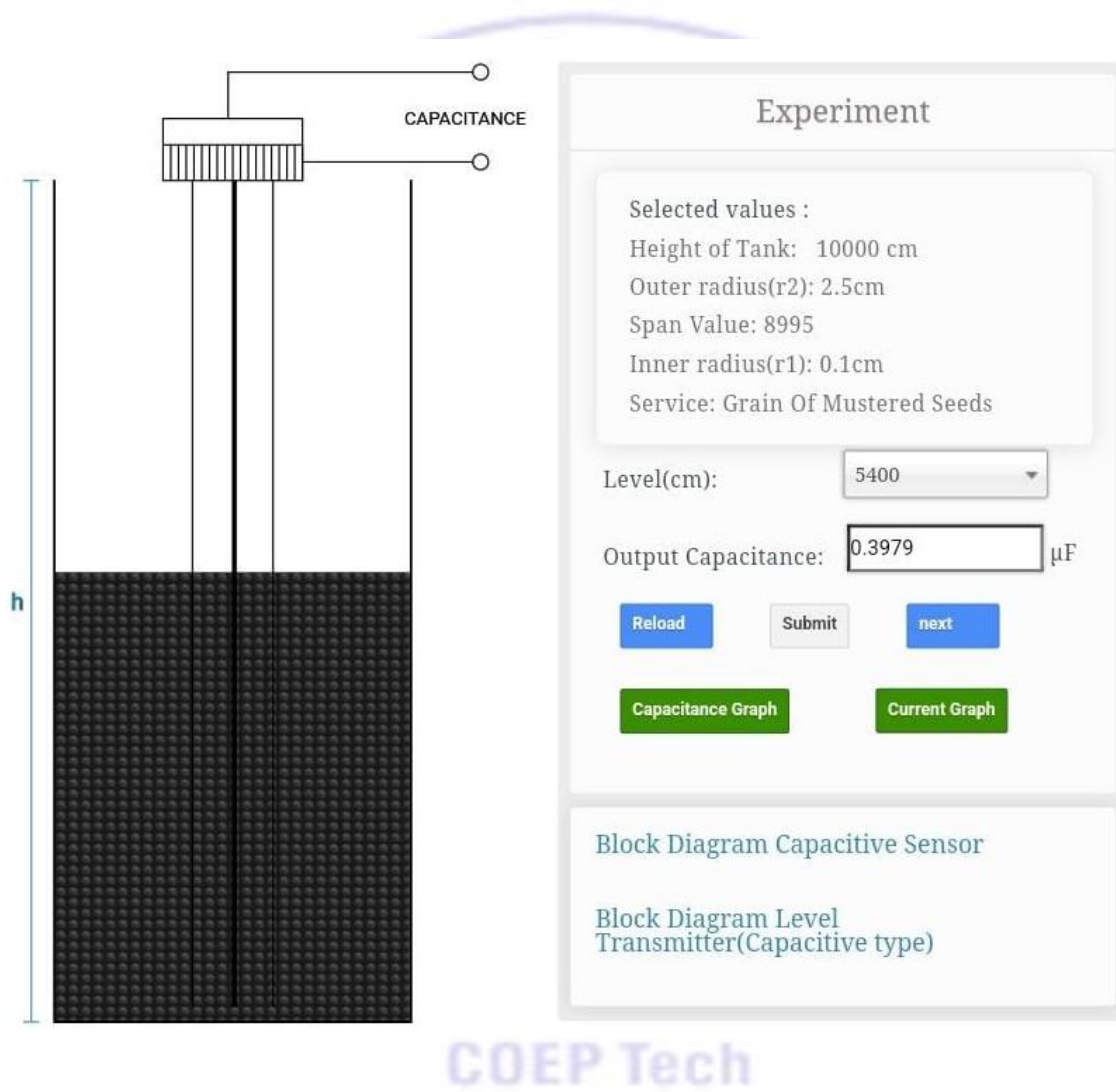 CAPACITANCE
h
Experiment
Selected values :
Height of Tank: 10000 cm
Outer radius(r2): 2.5cm
Span Value: 8995
Inner radius(r1): 0.1cm
Service: Grain Of Mustered Seeds
Level(cm): 5400
Output Capacitance: 0.3979 μF
Reload Submit next
Capacitance Graph Current Graph
Block Diagram Capacitive Sensor
Block Diagram Level
Transmitter(Capacitive type)
COEP Tech